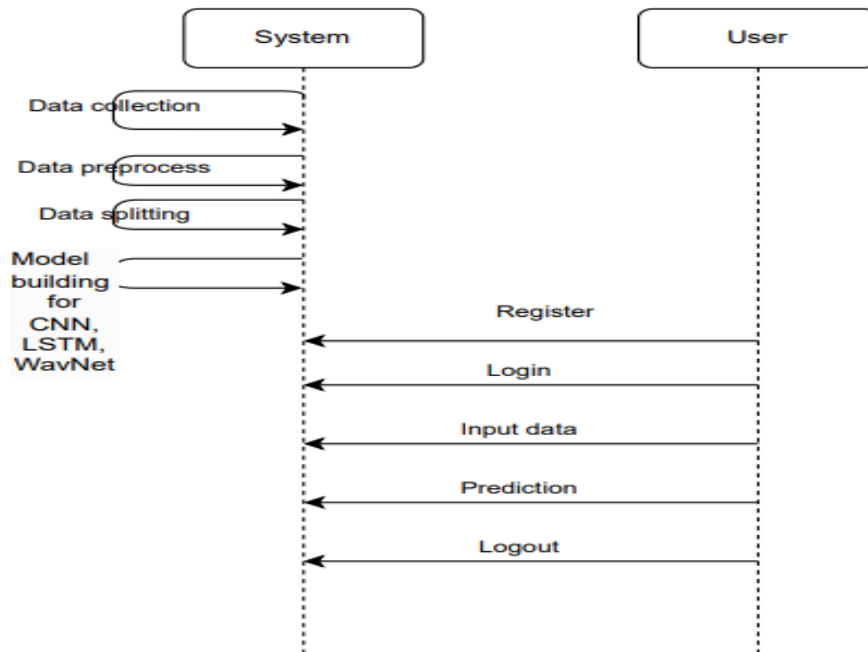 System
User
Data collection
Data preprocess
Data splitting
Model
building
for
CNN,
LSTM,
WavNet
Register
Login
Input data
Prediction
Logout